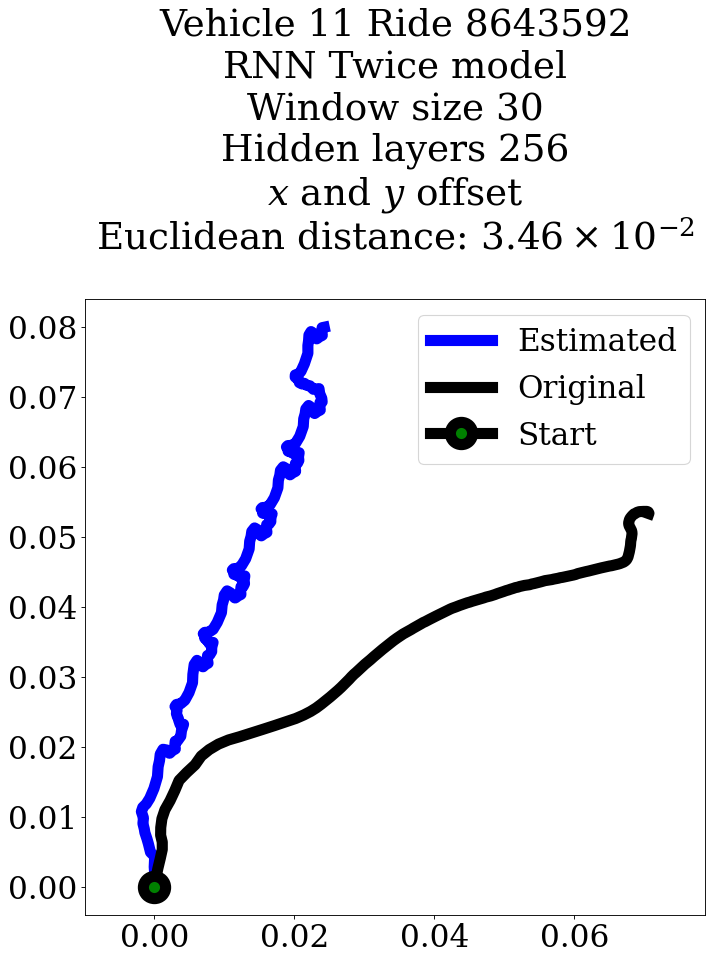 Vehicle 11 Ride 8643592
RNN Twice model
Window size 30
Hidden layers 256
x and y offset
Euclidean distance: 3.46 × 10⁻²
Estimated
Original
Start
0.08
0.07
0.06
0.05
0.04
0.03
0.02
0.01
0.00
0.00 0.02 0.04 0.06